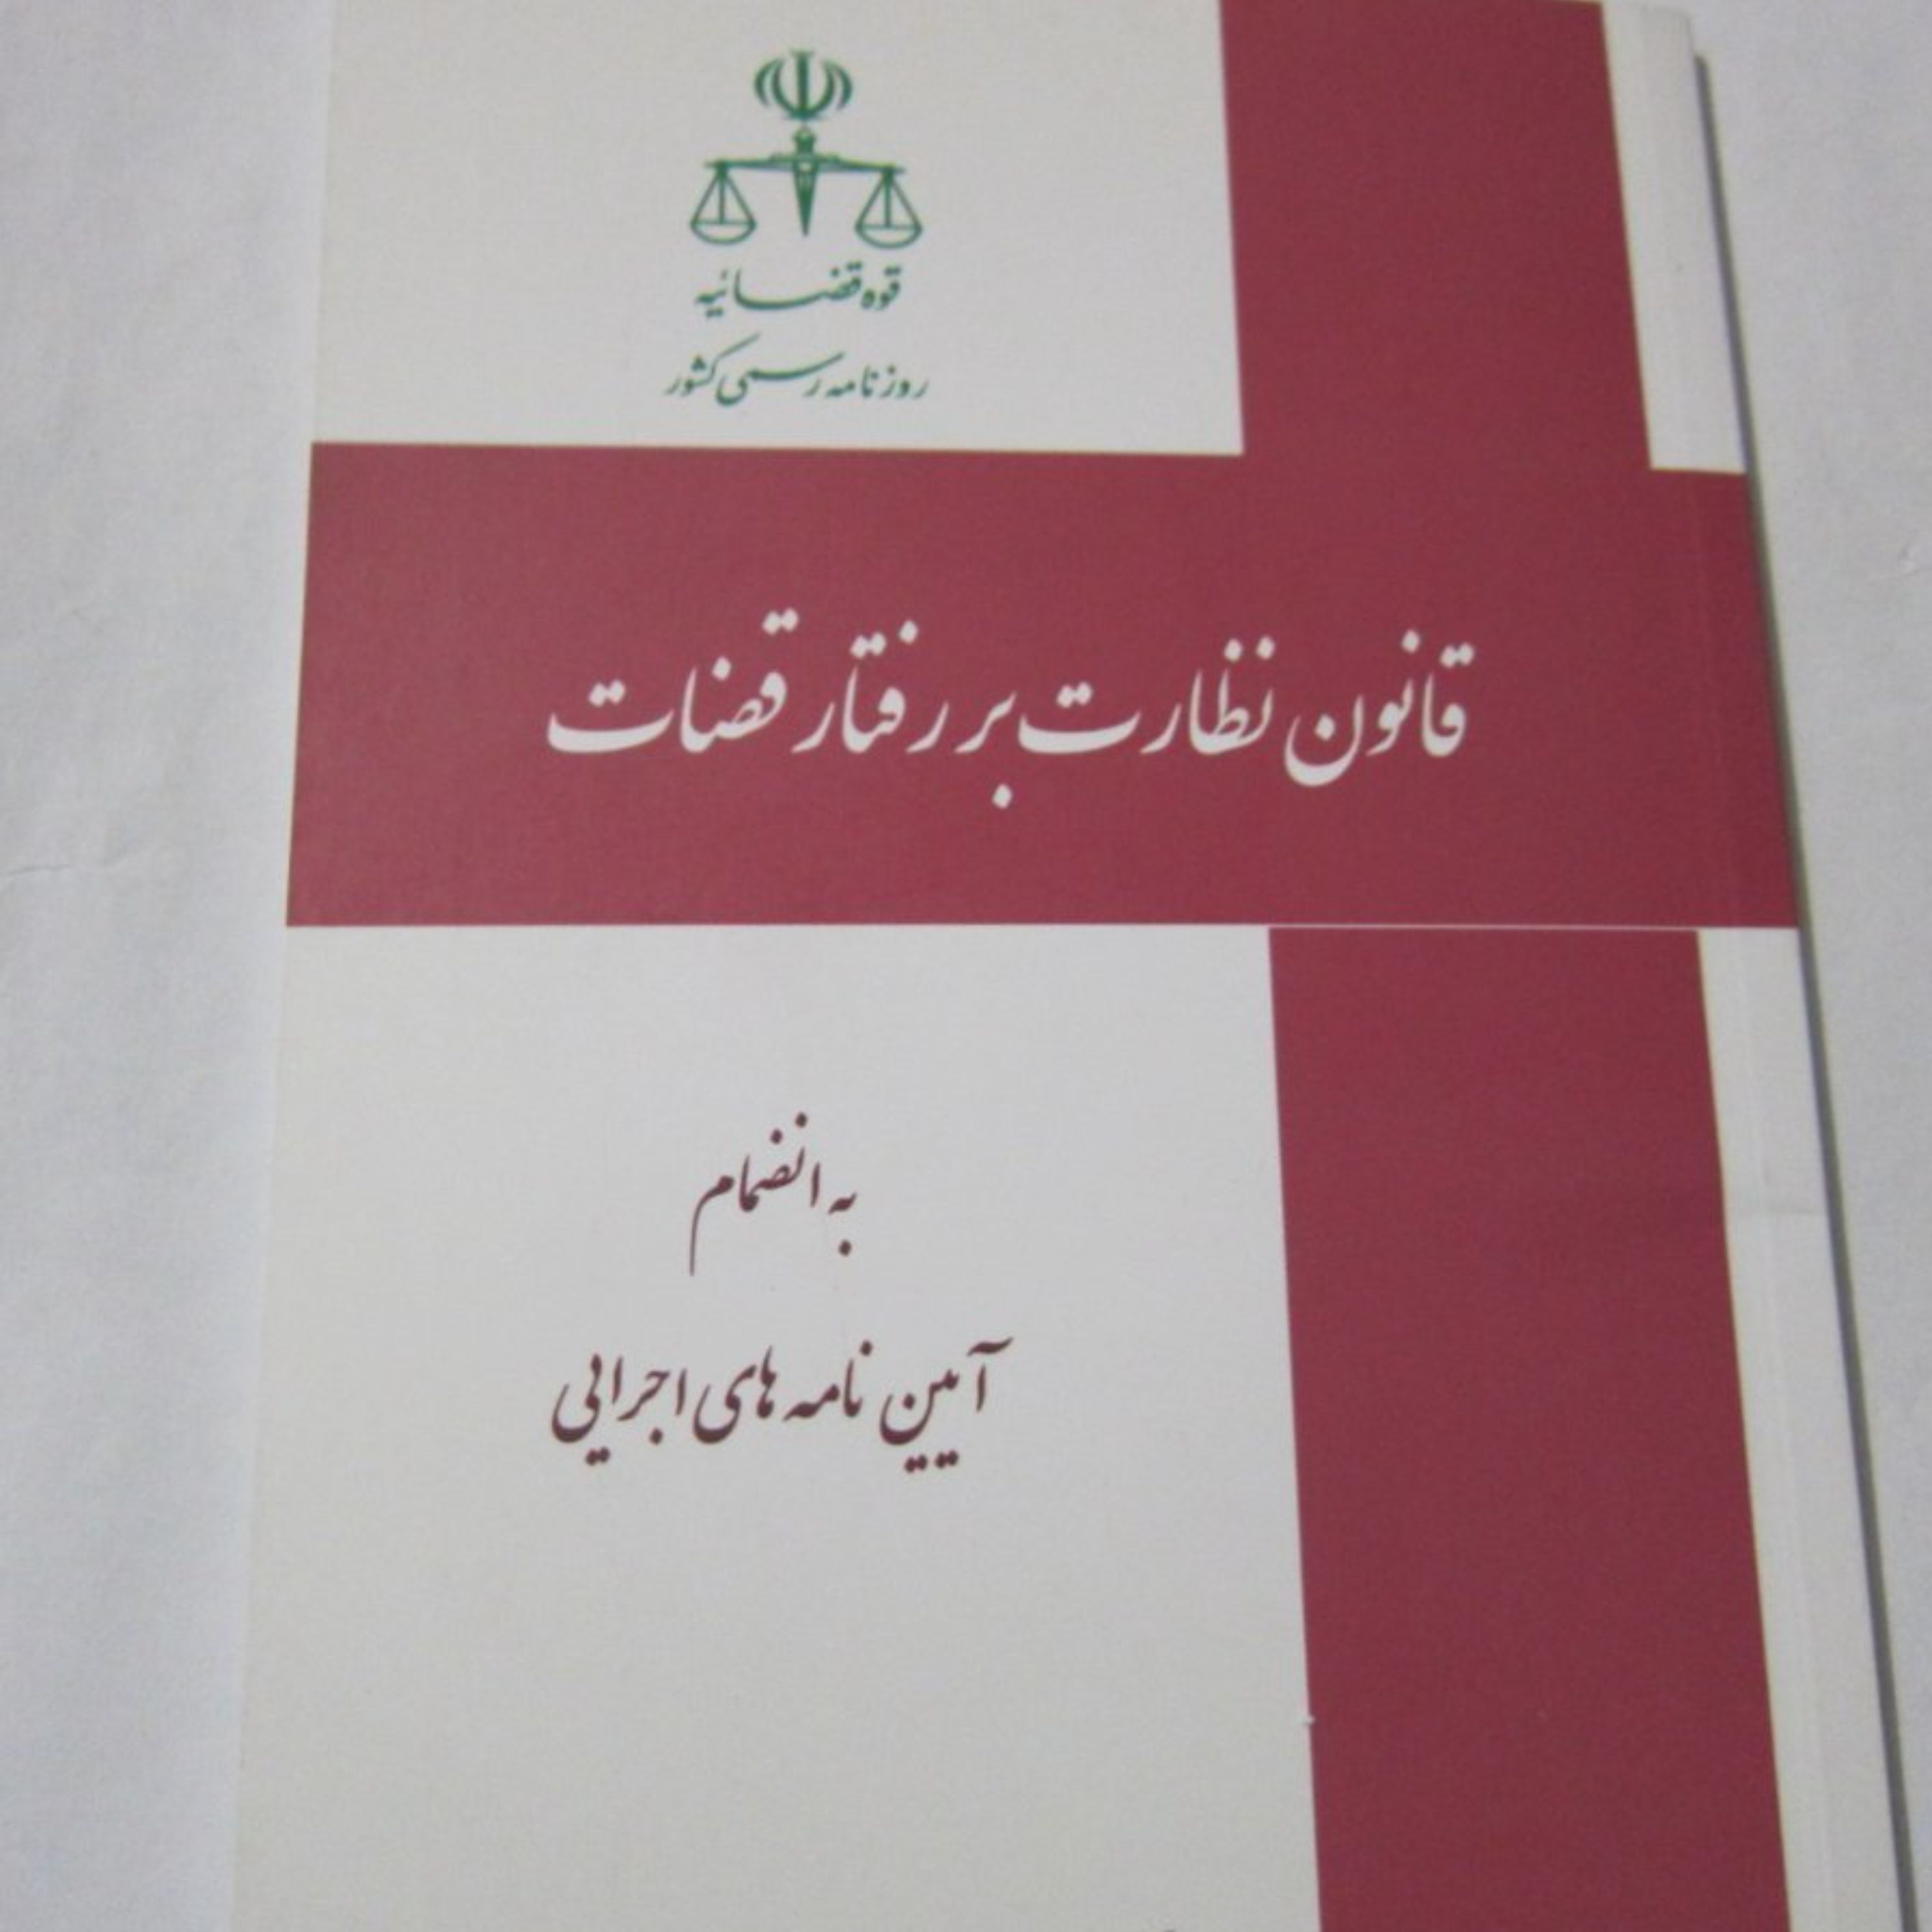 قوه قضائیه
روزنامه رسمی کشور
قانون نظارت بر رفتار قضات
به انضمام
آیین نامه های اجرایی